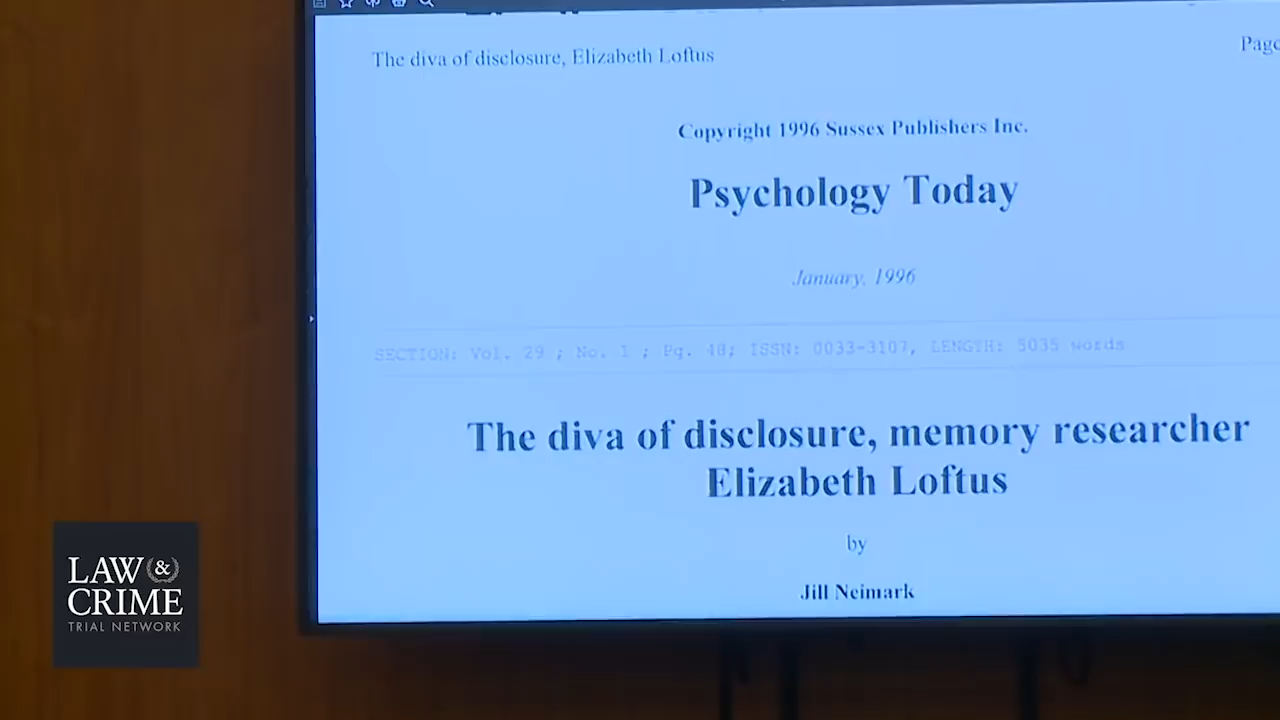 The diva of disclosure, Elizabeth Loftus
Copyright 1996 Sussex Publishers Inc.
Psychology Today
January, 1996
SECTION: Vol. 29 ; No. 1 ; Pg. 48; ISSN: 0033-3107, LENGTH: 5035 words
The diva of disclosure, memory researcher
Elizabeth Loftus
by
Jill Neimark
LAW &
CRIME
TRIAL NETWORK